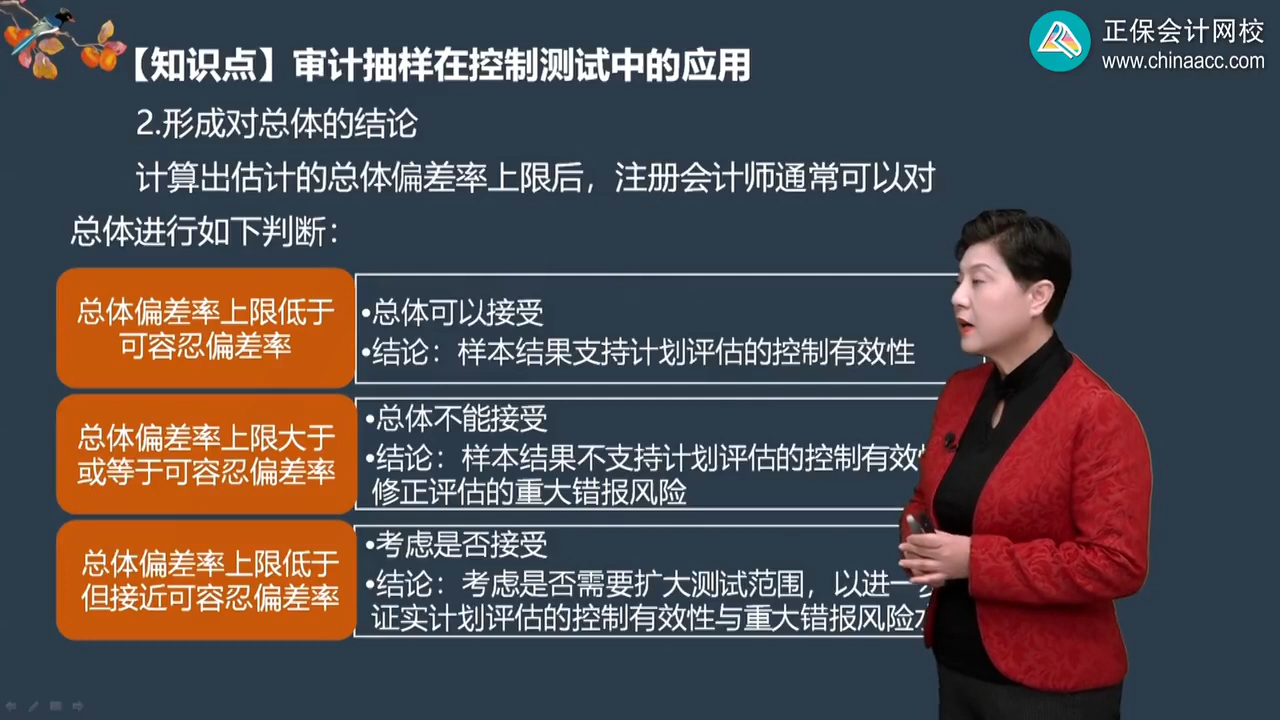 正保会计网校
www.chinaacc.com
【知识点】审计抽样在控制测试中的应用
2.形成对总体的结论
计算出估计的总体偏差率上限后，注册会计师通常可以对
总体进行如下判断：
总体偏差率上限低于
可容忍偏差率
•总体可以接受
•结论：样本结果支持计划评估的控制有效性
总体偏差率上限大于
或等于可容忍偏差率
•总体不能接受
•结论：样本结果不支持计划评估的控制有效
修正评估的重大错报风险
总体偏差率上限低于
但接近可容忍偏差率
•考虑是否接受
•结论：考虑是否需要扩大测试范围，以进一
证实计划评估的控制有效性与重大错报风险